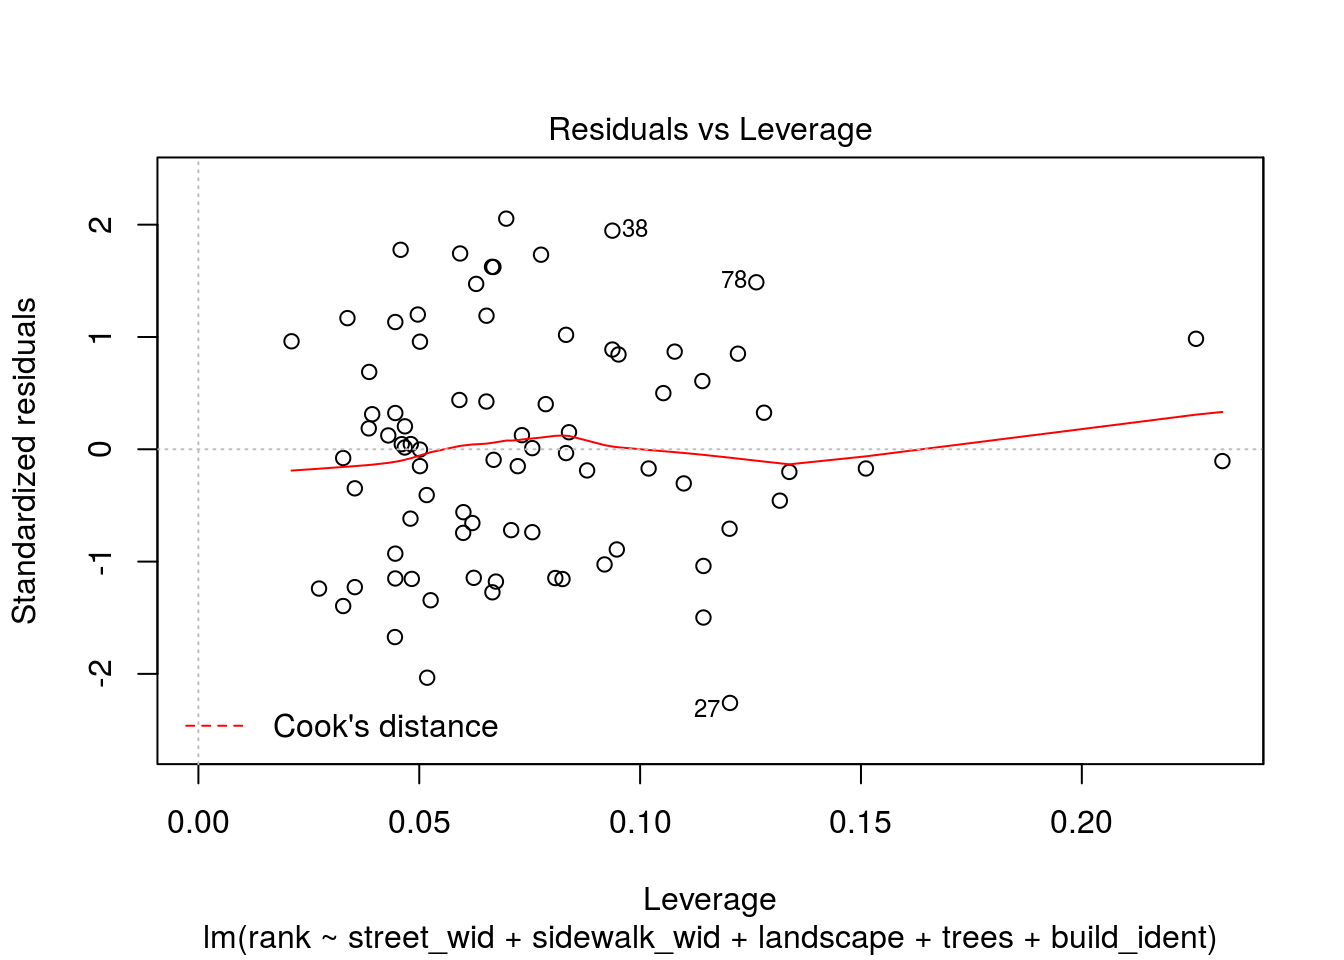 Residuals vs Leverage
Standardized residuals
2
1
0
-1
-2
38
78
27
Cook's distance
0.00 0.05 0.10 0.15 0.20
Leverage
lm(rank ~ street_wid + sidewalk_wid + landscape + trees + build_ident)